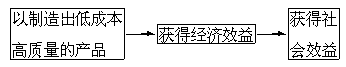 以制造出低成本
高质量的产品
获得经济效益
获得社
会效益